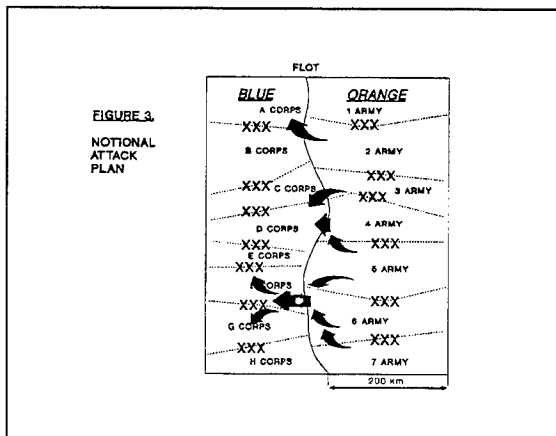 FLOT
BLUE ORANGE
FIGURE 3.
NOTIONAL
ATTACK
PLAN
A CORPS 1 ARMY
XXX XXX
B CORPS 2 ARMY
XXX
XXX C CORPS XXX 3 ARMY
XXX
D CORPS 4 ARMY
XXX XXX
E CORPS
XXX 5 ARMY
CORPS
XXX XXX
G CORPS 6 ARMY
XXX XXX
H CORPS 7 ARMY
200 km